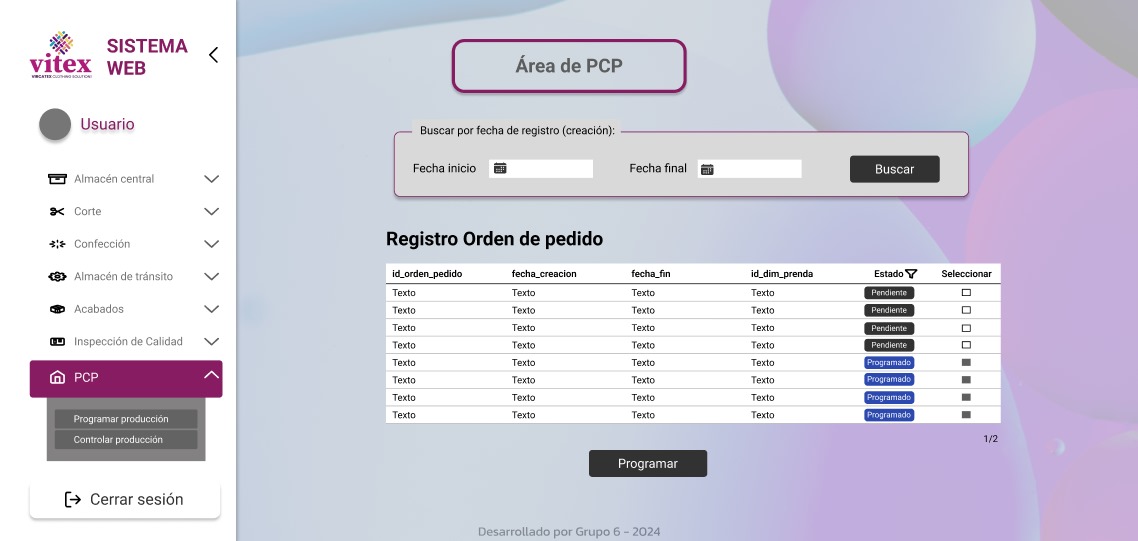 vitex
VIRGATEX CLOTHING SOLUTIONS
SISTEMA
WEB
Usuario
Almacén central
Corte
Confección
Almacén de tránsito
Acabados
Inspección de Calidad
PCP
Programar producción
Controlar producción
Cerrar sesión
Área de PCP
Buscar por fecha de registro (creación):
Fecha inicio Fecha final Buscar
Registro Orden de pedido
id_orden_pedido fecha_creacion fecha_fin id_dim_prenda Estado Seleccionar
Texto Texto Texto Texto Pendiente
Texto Texto Texto Texto Pendiente
Texto Texto Texto Texto Pendiente
Texto Texto Texto Texto Pendiente
Texto Texto Texto Texto Programado
Texto Texto Texto Texto Programado
Texto Texto Texto Texto Programado
Texto Texto Texto Texto Programado
1/2
Programar
Desarrollado por Grupo 6 - 2024